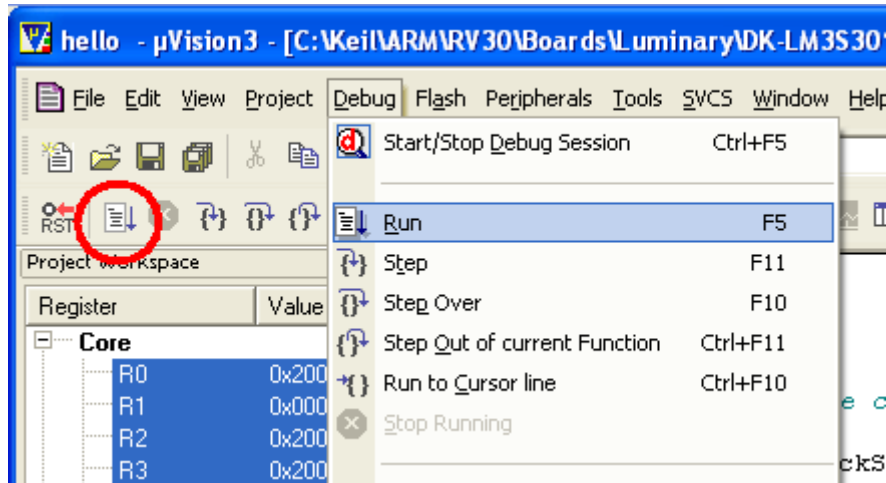 hello - µVision3 - [C:\Keil\ARM\RV30\Boards\Luminary\DK-LM3S30
File Edit View Project Debug Flash Peripherals Tools SVCS Window Help
Start/Stop Debug Session Ctrl+F5
RST
Run F5
Project Workspace
Step F11
Register Value
Step Over F10
Core
Step Out of current Function Ctrl+F11
R0 0x200
Run to Cursor line Ctrl+F10
R1 0x000
e c
Stop Running
R2 0x200
R3 0x200
ckS